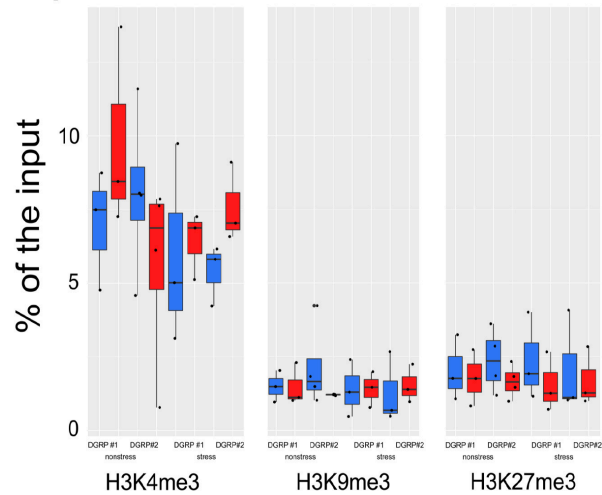 % of the input
10
5
0
DGRP #1 DGRP#2 DGRP #1 DGRP#2
nonstress stress
H3K4me3
DGRP #1 DGRP#2 DGRP #1 DGRP#2
nonstress stress
H3K9me3
DGRP #1 DGRP#2 DGRP #1 DGRP#2
nonstress stress
H3K27me3